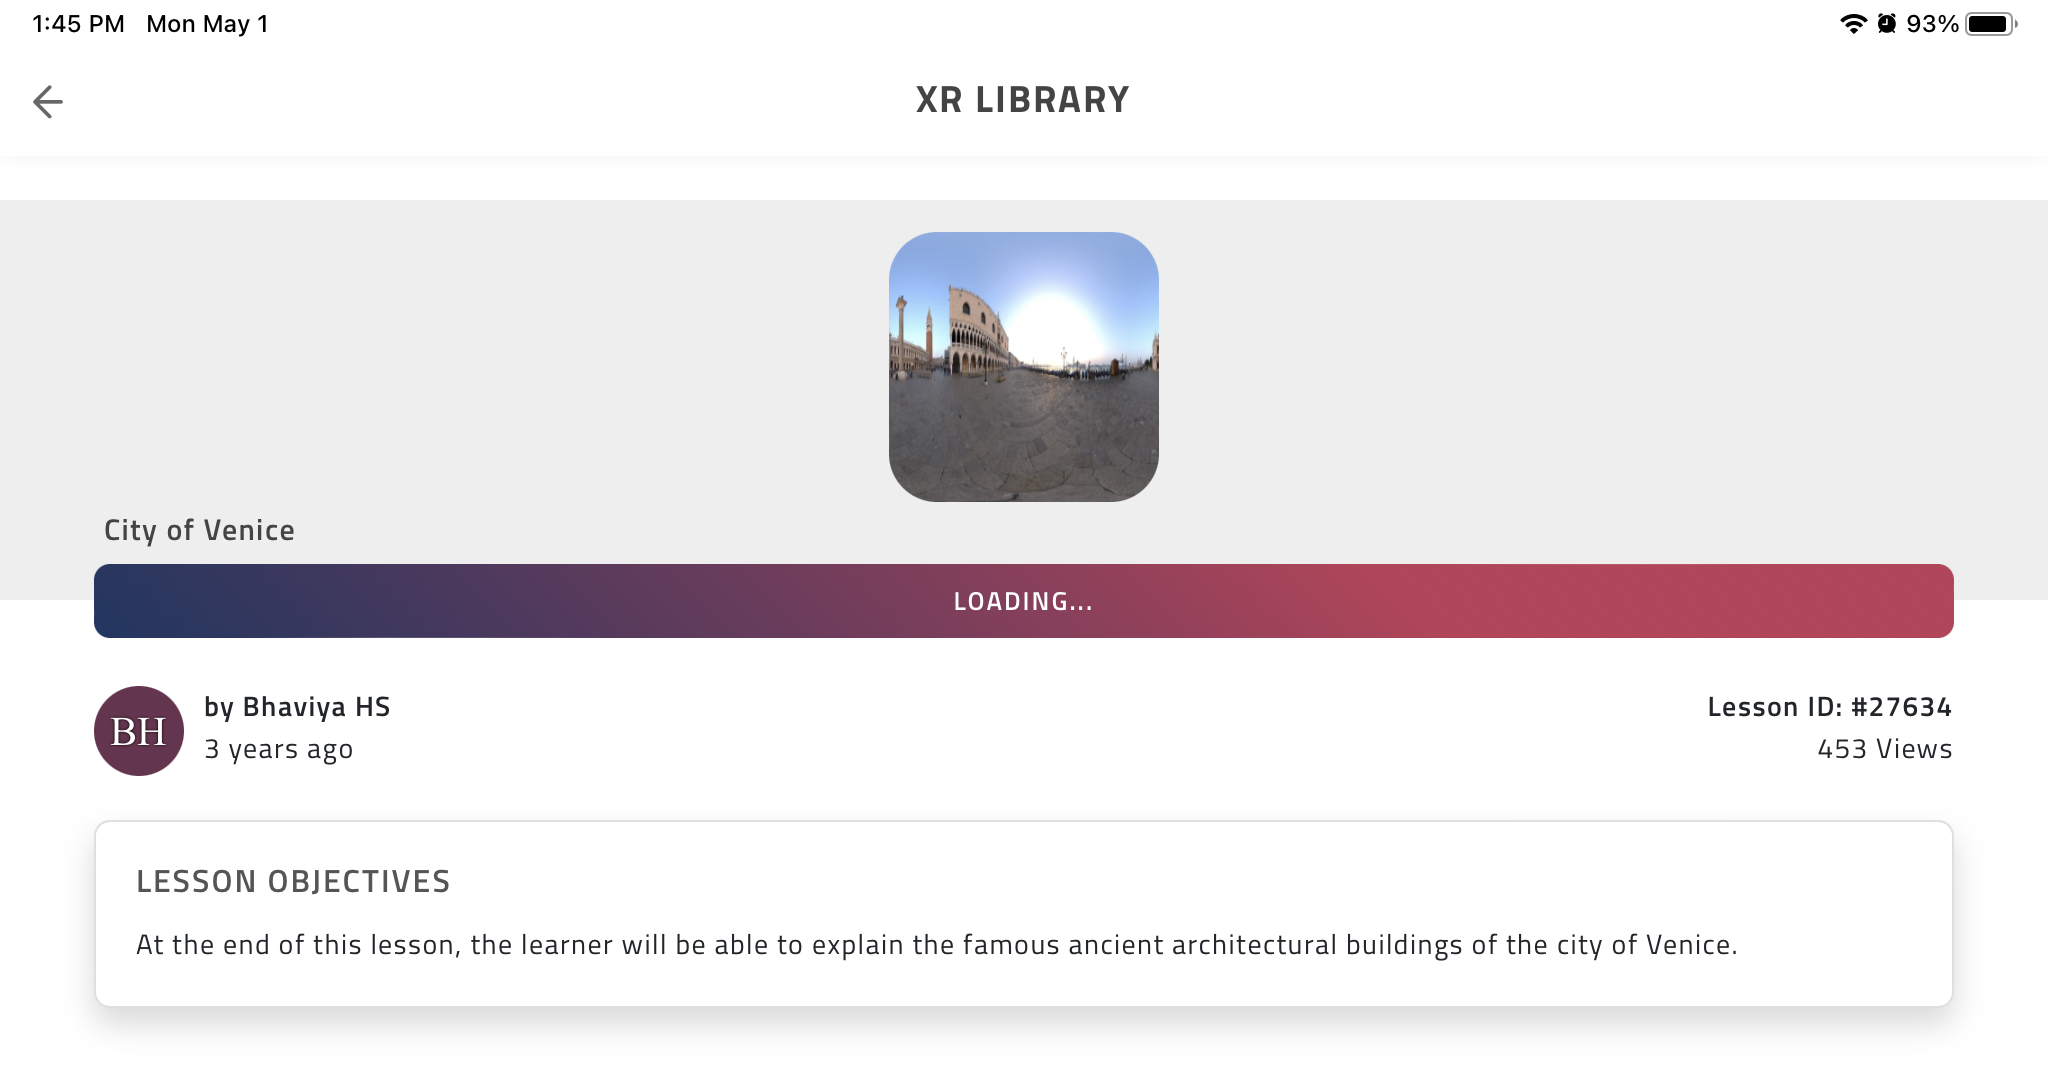 1:45 PM Mon May 1
93%
XR LIBRARY
City of Venice
LOADING...
BH
by Bhaviya HS
3 years ago
Lesson ID: #27634
453 Views
LESSON OBJECTIVES
At the end of this lesson, the learner will be able to explain the famous ancient architectural buildings of the city of Venice.